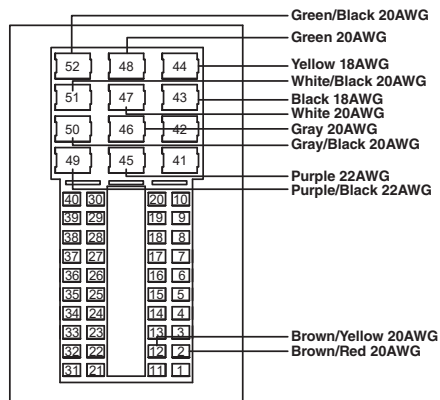 Green/Black 20AWG
Green 20AWG
52 48 44
Yellow 18AWG
White/Black 20AWG
51 47 43
Black 18AWG
White 20AWG
50 46 42
Gray 20AWG
Gray/Black 20AWG
49 45 41
Purple 22AWG
Purple/Black 22AWG
40 30 20 10
39 29 19 9
38 28 18 8
37 27 17 7
36 26 16 6
35 25 15 5
34 24 14 4
33 23 13 3
Brown/Yellow 20AWG
32 22 12 2
Brown/Red 20AWG
31 21 11 1